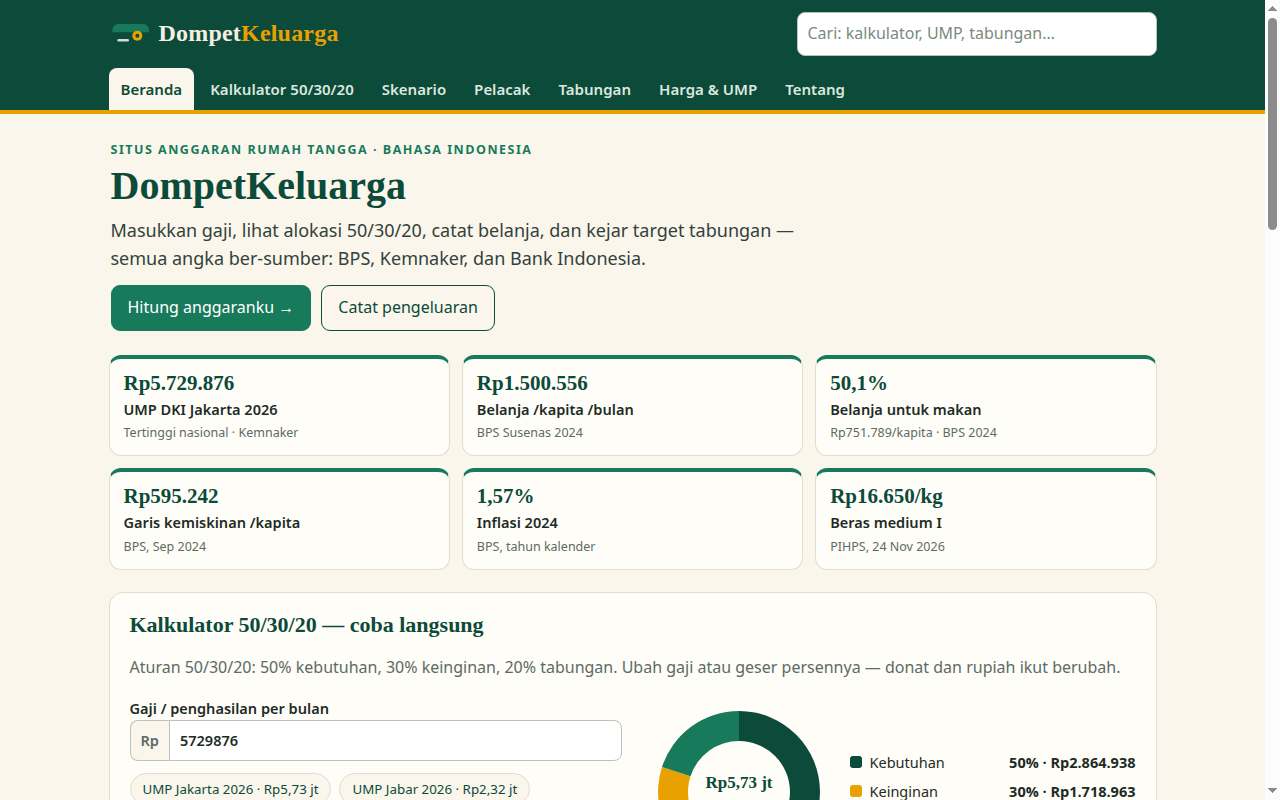 DompetKeluarga
Cari: kalkulator, UMP, tabungan...
Beranda
Kalkulator 50/30/20
Skenario
Pelacak
Tabungan
Harga & UMP
Tentang
SITUS ANGGARAN RUMAH TANGGA · BAHASA INDONESIA
DompetKeluarga
Masukkan gaji, lihat alokasi 50/30/20, catat belanja, dan kejar target tabungan —
semua angka ber-sumber: BPS, Kemnaker, dan Bank Indonesia.
Hitung anggaranku →
Catat pengeluaran
Rp5.729.876
UMP DKI Jakarta 2026
Tertinggi nasional · Kemnaker
Rp1.500.556
Belanja /kapita /bulan
BPS Susenas 2024
50,1%
Belanja untuk makan
Rp751.789/kapita · BPS 2024
Rp595.242
Garis kemiskinan /kapita
BPS, Sep 2024
1,57%
Inflasi 2024
BPS, tahun kalender
Rp16.650/kg
Beras medium I
PIHPS, 24 Nov 2026
Kalkulator 50/30/20 — coba langsung
Aturan 50/30/20: 50% kebutuhan, 30% keinginan, 20% tabungan. Ubah gaji atau geser persennya — donat dan rupiah ikut berubah.
Gaji / penghasilan per bulan
Rp 5729876
UMP Jakarta 2026 · Rp5,73 jt
UMP Jabar 2026 · Rp2,32 jt
Rp5,73 jt
Kebutuhan 50% · Rp2.864.938
Keinginan 30% · Rp1.718.963